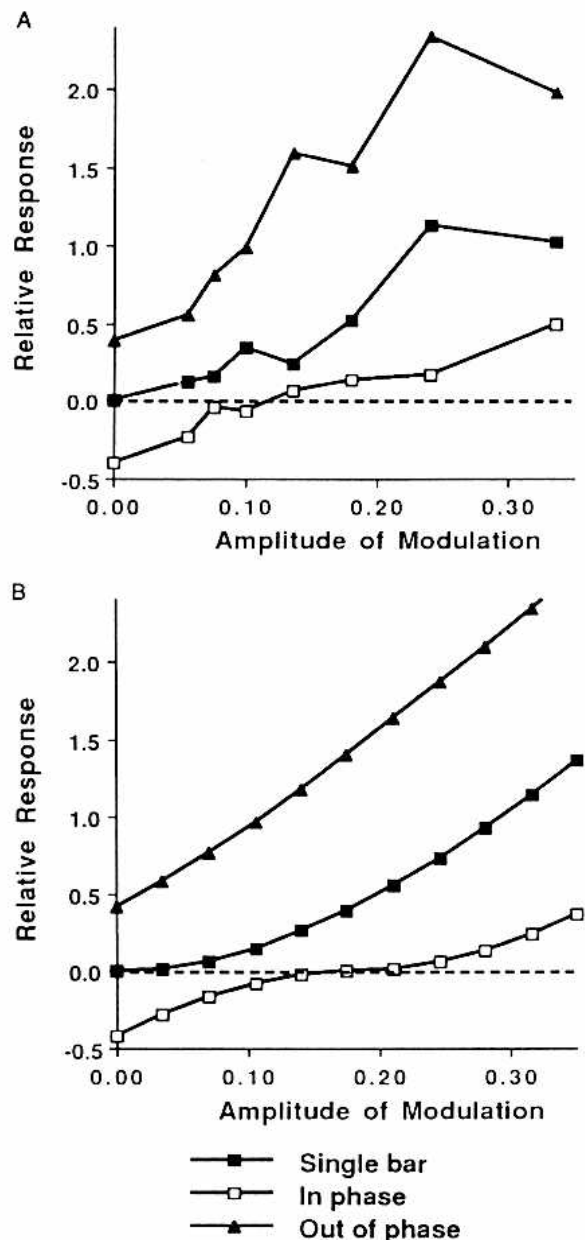 A
2.0
1.5
1.0
0.5
0.0
-0.5
Relative Response
0.00 0.10 0.20 0.30
Amplitude of Modulation
B
2.0
1.5
1.0
0.5
0.0
-0.5
Relative Response
0.00 0.10 0.20 0.30
Amplitude of Modulation
Single bar
In phase
Out of phase